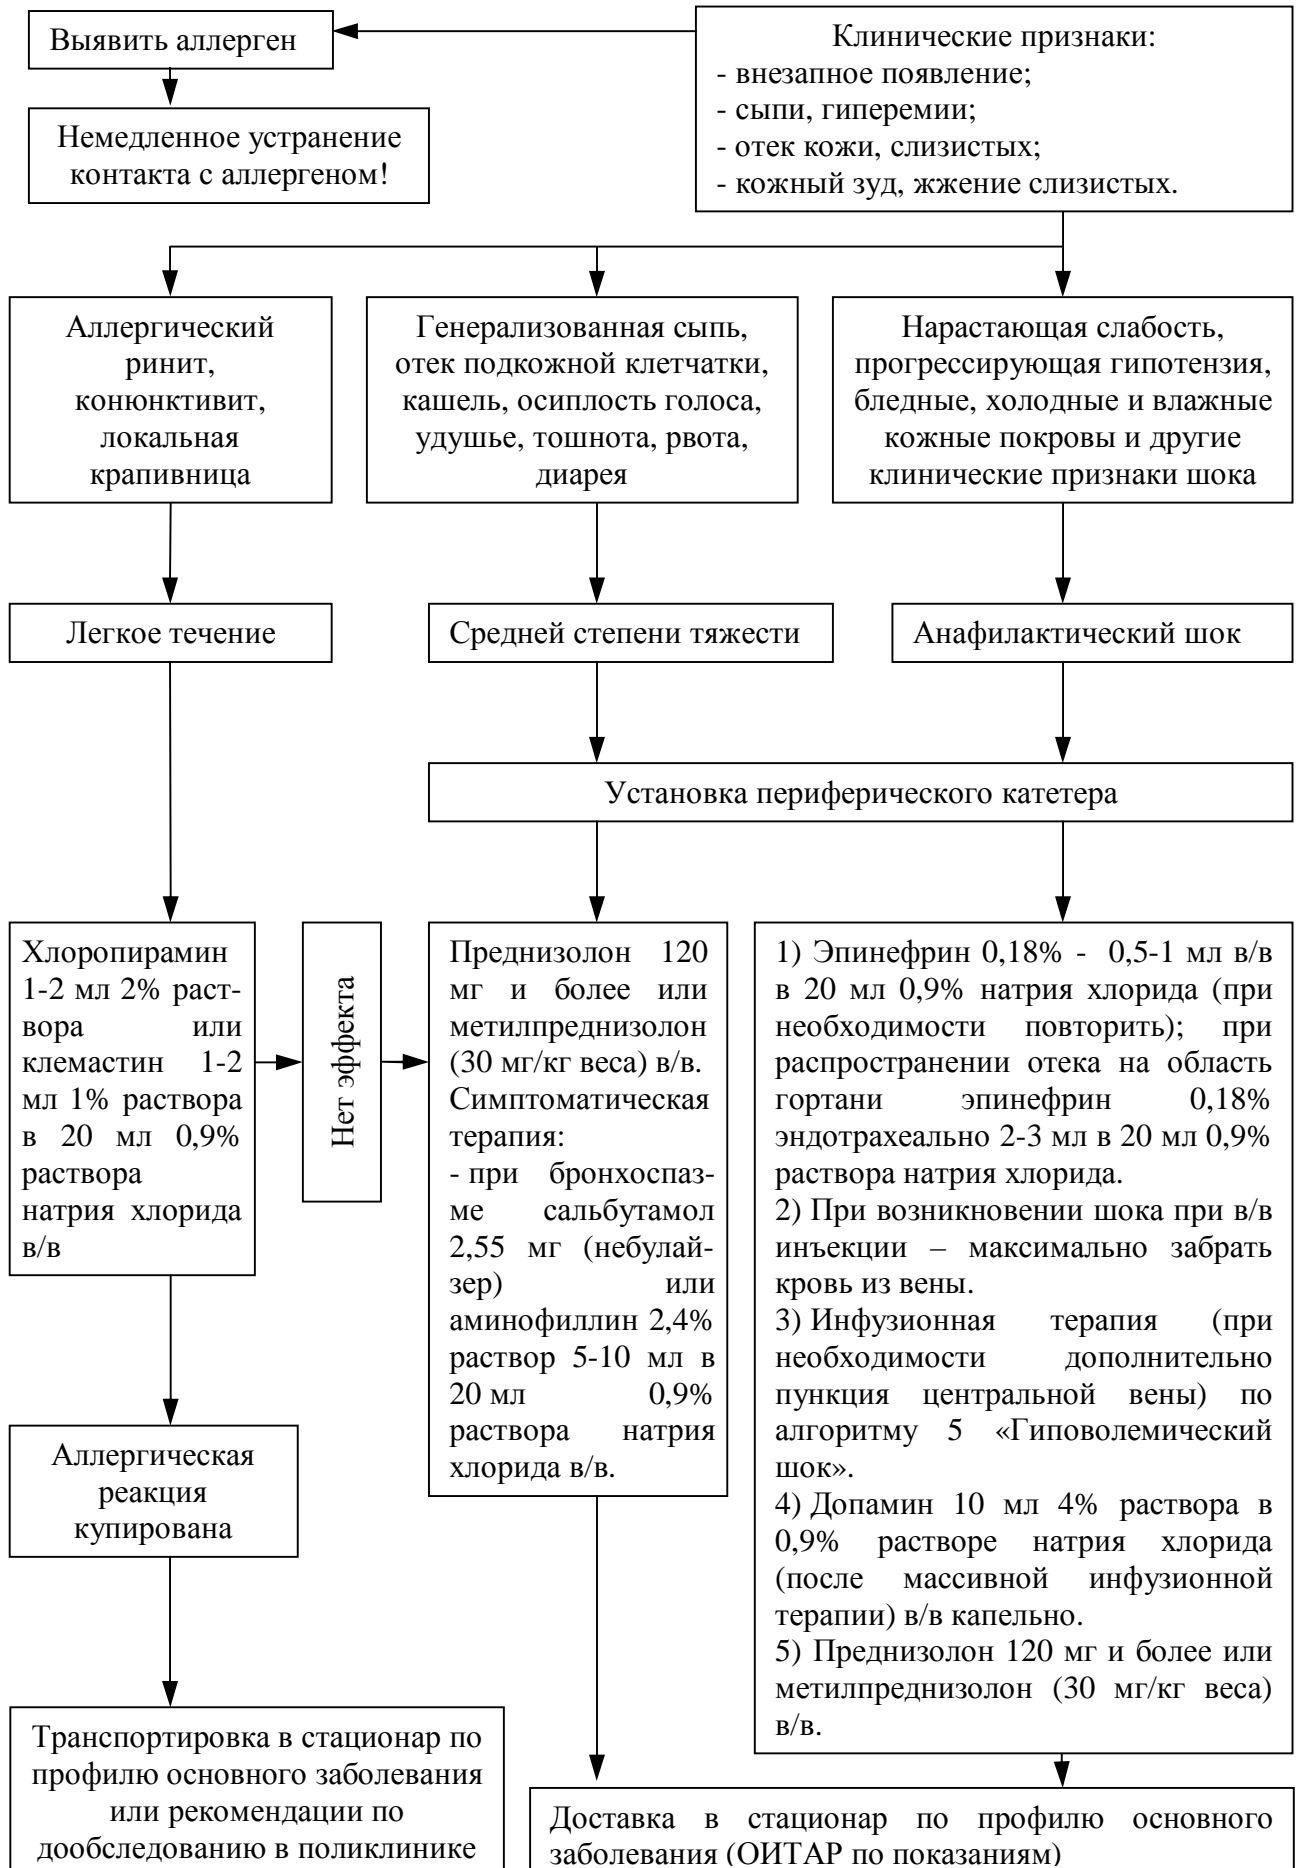 Выявить аллерген
Немедленное устранение
контакта с аллергеном!
Клинические признаки:
- внезапное появление;
- сыпи, гиперемии;
- отек кожи, слизистых;
- кожный зуд, жжение слизистых.
Аллергический
ринит,
конюнктивит,
локальная
крапивница
Генерализованная сыпь,
отек подкожной клетчатки,
кашель, осиплость голоса,
удушье, тошнота, рвота,
диарея
Нарастающая слабость,
прогрессирующая гипотензия,
бледные, холодные и влажные
кожные покровы и другие
клинические признаки шока
Легкое течение
Средней степени тяжести
Анафилактический шок
Установка периферического катетера
Хлоропирамин
1-2 мл 2% раст-
вора или
клемастин 1-2
мл 1% раствора
в 20 мл 0,9%
раствора
натрия хлорида
в/в
Нет эффекта
Преднизолон 120
мг и более или
метилпреднизолон
(30 мг/кг веса) в/в.
Симптоматическая
терапия:
- при бронхоспаз-
ме сальбутамол
2,55 мг (небулай-
зер) или
аминофиллин 2,4%
раствор 5-10 мл в
20 мл 0,9%
раствора натрия
хлорида в/в.
1) Эпинефрин 0,18% - 0,5-1 мл в/в
в 20 мл 0,9% натрия хлорида (при
необходимости повторить); при
распространении отека на область
гортани эпинефрин 0,18%
эндотрахеально 2-3 мл в 20 мл 0,9%
раствора натрия хлорида.
2) При возникновении шока при в/в
инъекции – максимально забрать
кровь из вены.
3) Инфузионная терапия (при
необходимости дополнительно
пункция центральной вены) по
алгоритму 5 «Гиповолемический
шок».
4) Допамин 10 мл 4% раствора в
0,9% растворе натрия хлорида
(после массивной инфузионной
терапии) в/в капельно.
5) Преднизолон 120 мг и более или
метилпреднизолон (30 мг/кг веса)
в/в.
Аллергическая
реакция
купирована
Транспортировка в стационар по
профилю основного заболевания
или рекомендации по
дообследованию в поликлинике
Доставка в стационар по профилю основного
заболевания (ОИТАР по показаниям)